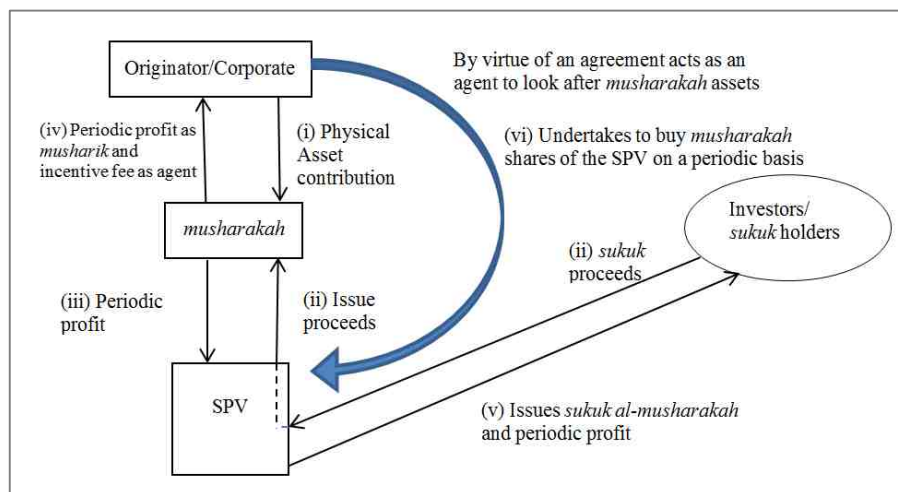 Originator/Corporate
By virtue of an agreement acts as an
agent to look after musharakah assets
(iv) Periodic profit as
musharik and
incentive fee as agent
(i) Physical
Asset
contribution
(vi) Undertakes to buy musharakah
shares of the SPV on a periodic basis
musharakah
Investors/
sukuk holders
(iii) Periodic
profit
(ii) Issue
proceeds
(ii) sukuk
proceeds
SPV
(v) Issues sukuk al-musharakah
and periodic profit